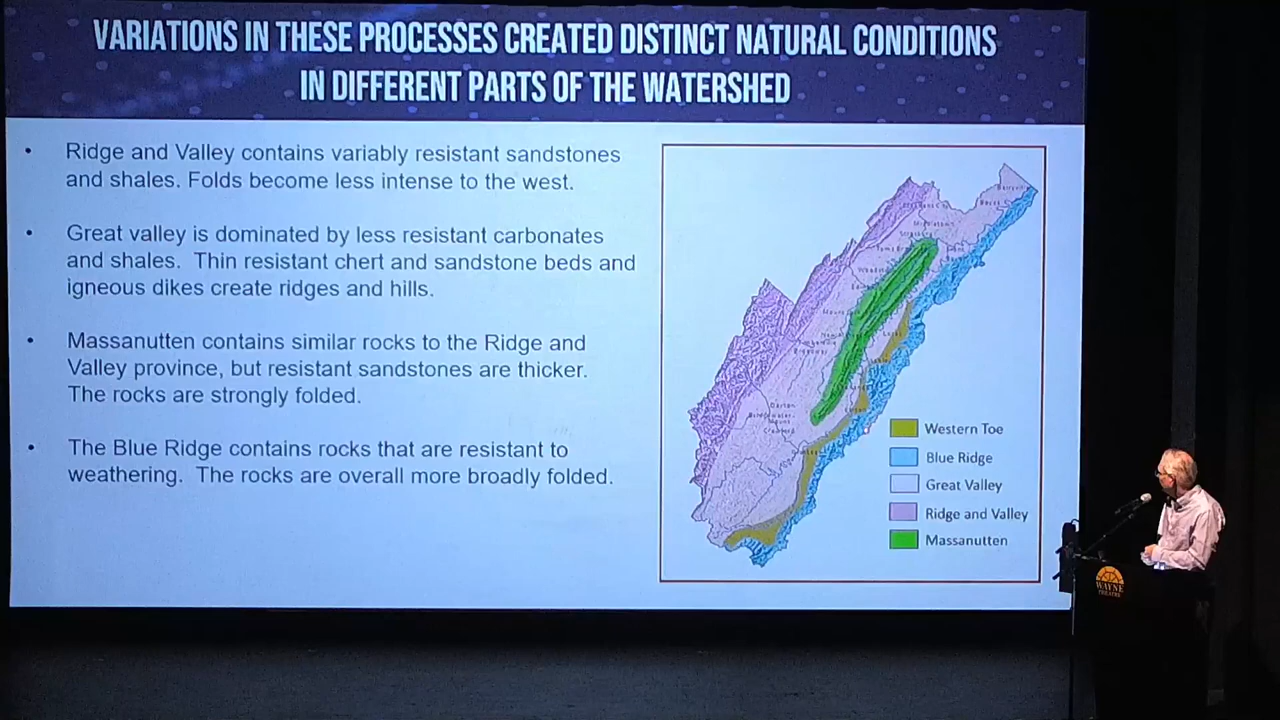 VARIATIONS IN THESE PROCESSES CREATED DISTINCT NATURAL CONDITIONS
IN DIFFERENT PARTS OF THE WATERSHED
• Ridge and Valley contains variably resistant sandstones
and shales. Folds become less intense to the west.
• Great valley is dominated by less resistant carbonates
and shales. Thin resistant chert and sandstone beds and
igneous dikes create ridges and hills.
• Massanutten contains similar rocks to the Ridge and
Valley province, but resistant sandstones are thicker.
The rocks are strongly folded.
• The Blue Ridge contains rocks that are resistant to
weathering. The rocks are overall more broadly folded.
Berryville
Dayton
Western Toe
Blue Ridge
Great Valley
Ridge and Valley
Massanutten
WAYNE
THEATRE